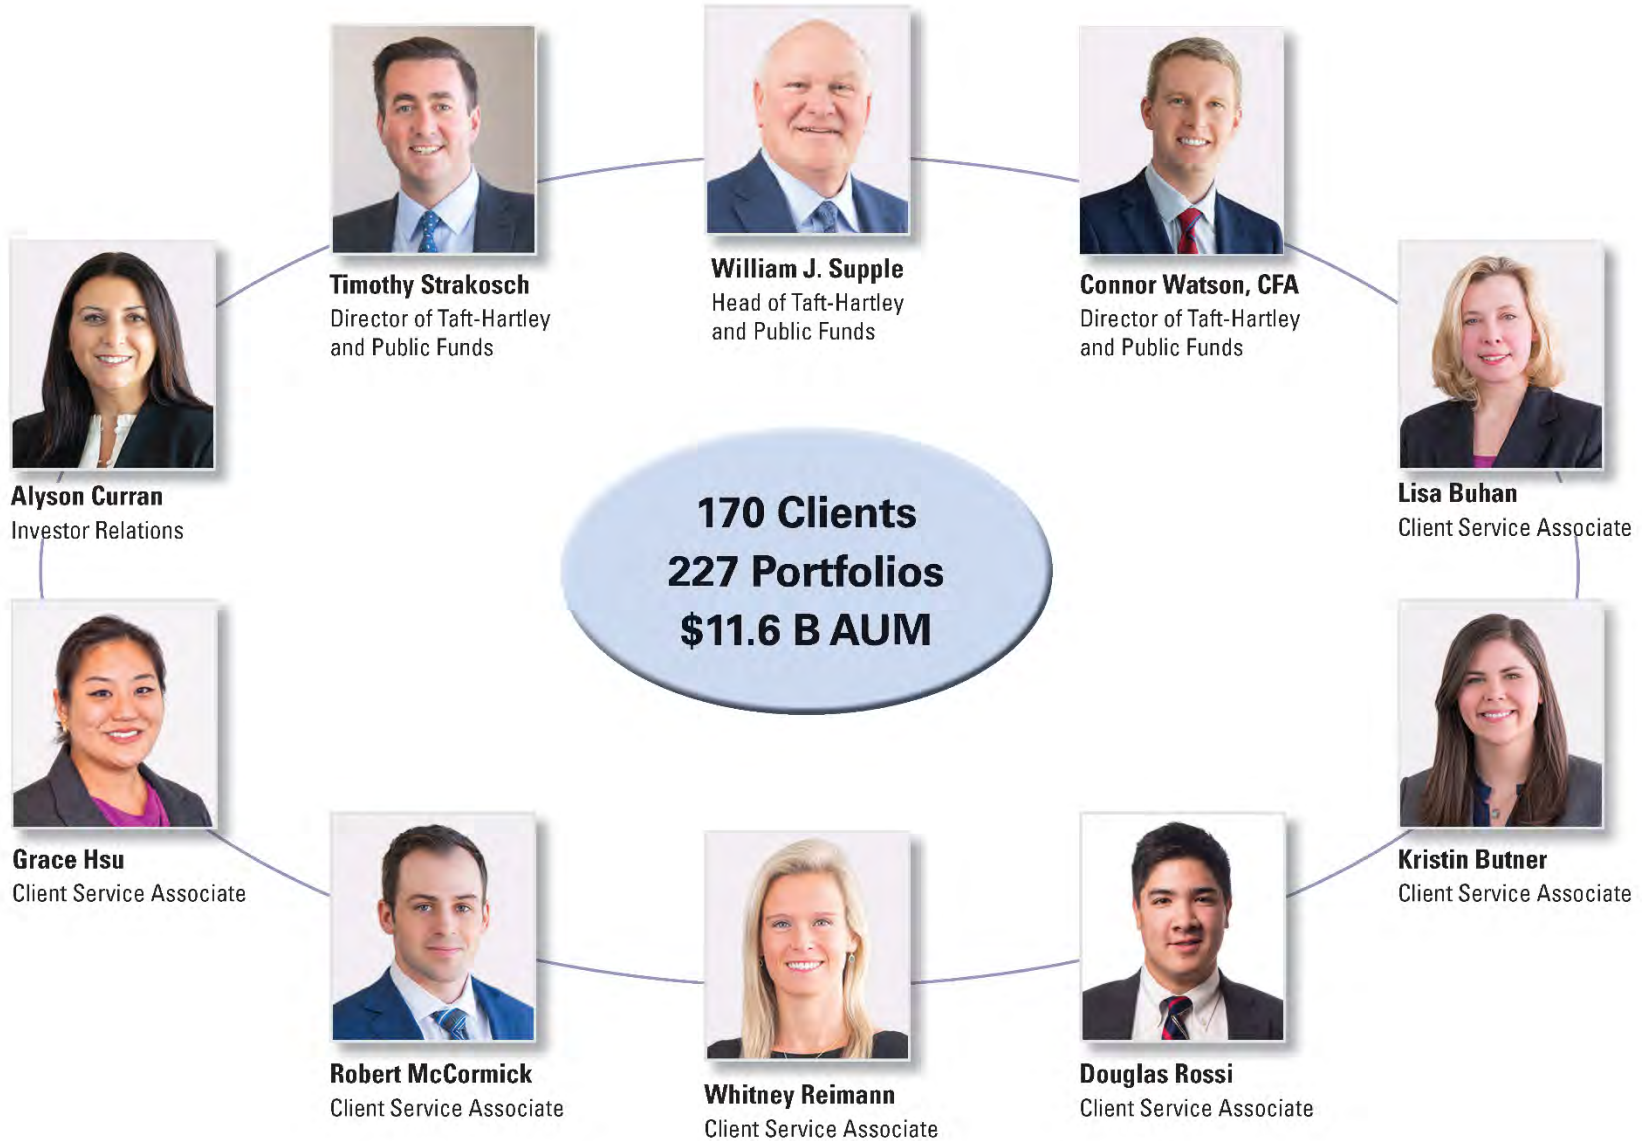 Timothy Strakosch
Director of Taft-Hartley
and Public Funds
William J. Supple
Head of Taft-Hartley
and Public Funds
Connor Watson, CFA
Director of Taft-Hartley
and Public Funds
Alyson Curran
Investor Relations
170 Clients
227 Portfolios
$11.6 B AUM
Lisa Buhan
Client Service Associate
Grace Hsu
Client Service Associate
Kristin Butner
Client Service Associate
Robert McCormick
Client Service Associate
Whitney Reimann
Client Service Associate
Douglas Rossi
Client Service Associate